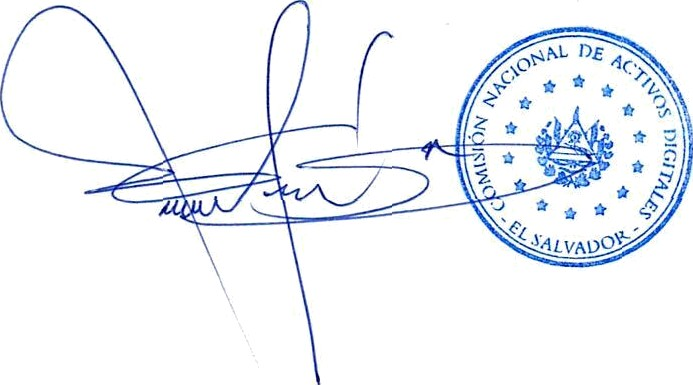 COMISIÓN NACIONAL DE ACTIVOS DIGITALES
- EL SALVADOR -